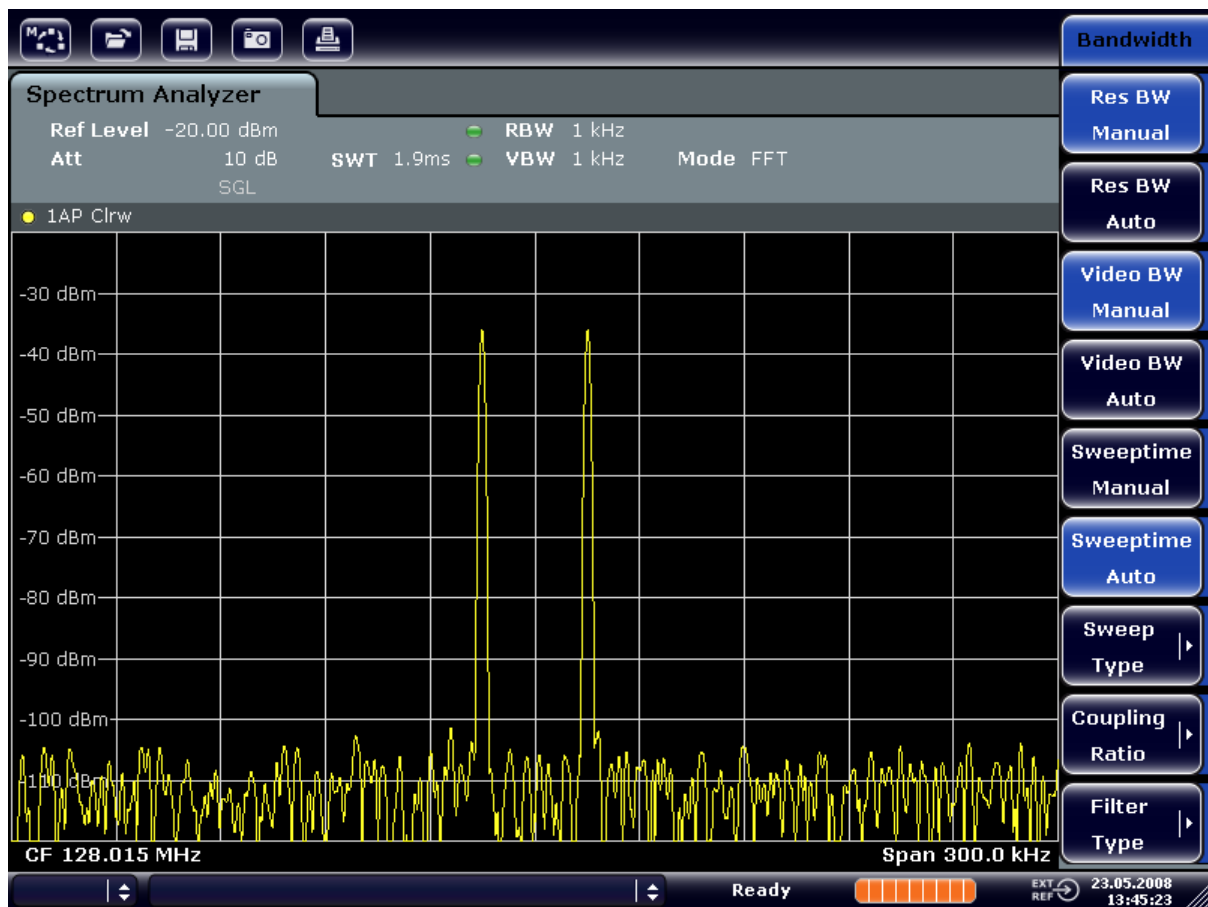 M
Bandwidth
Spectrum Analyzer
Ref Level -20.00 dBm RBW 1 kHz
Att 10 dB SWT 1.9ms VBW 1 kHz Mode FFT
SGL
1AP Clrw
-30 dBm
-40 dBm
-50 dBm
-60 dBm
-70 dBm
-80 dBm
-90 dBm
-100 dBm
-110 dBm
CF 128.015 MHz Span 300.0 kHz
Res BW
Manual
Res BW
Auto
Video BW
Manual
Video BW
Auto
Sweeptime
Manual
Sweeptime
Auto
Sweep
Type
Coupling
Ratio
Filter
Type
Ready
EXT
REF
23.05.2008
13:45:23